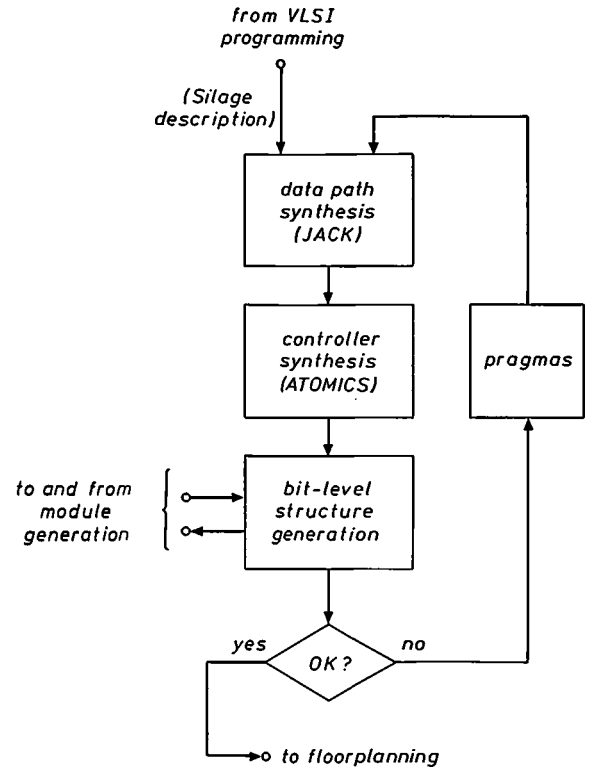 from VLSI
programming
(Silage
description)
data path
synthesis
(JACK)
controller
synthesis
(ATOMICS)
pragmas
to and from
module
generation
bit-level
structure
generation
yes
OK?
no
to floorplanning